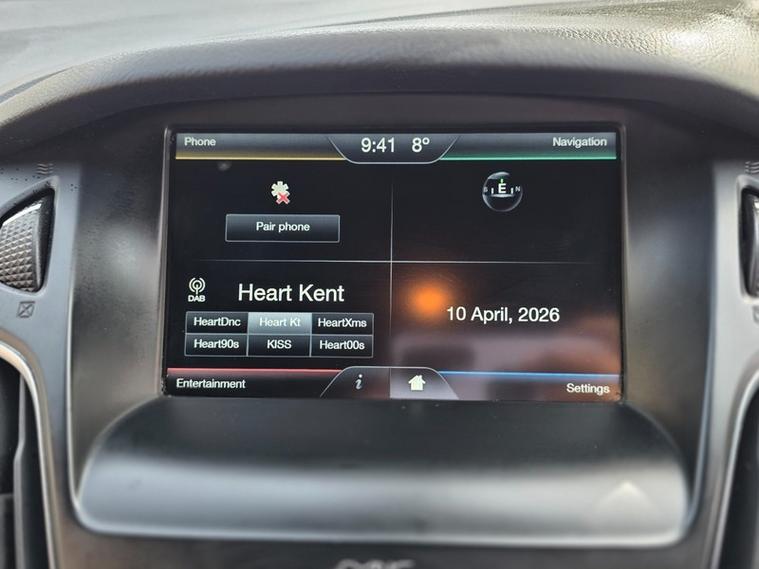 Phone
9:41 8°
Navigation
Pair phone
E N
DAB
Heart Kent
HeartDnc Heart Kt HeartXms
Heart90s KISS Heart00s
10 April, 2026
Entertainment
i
Settings